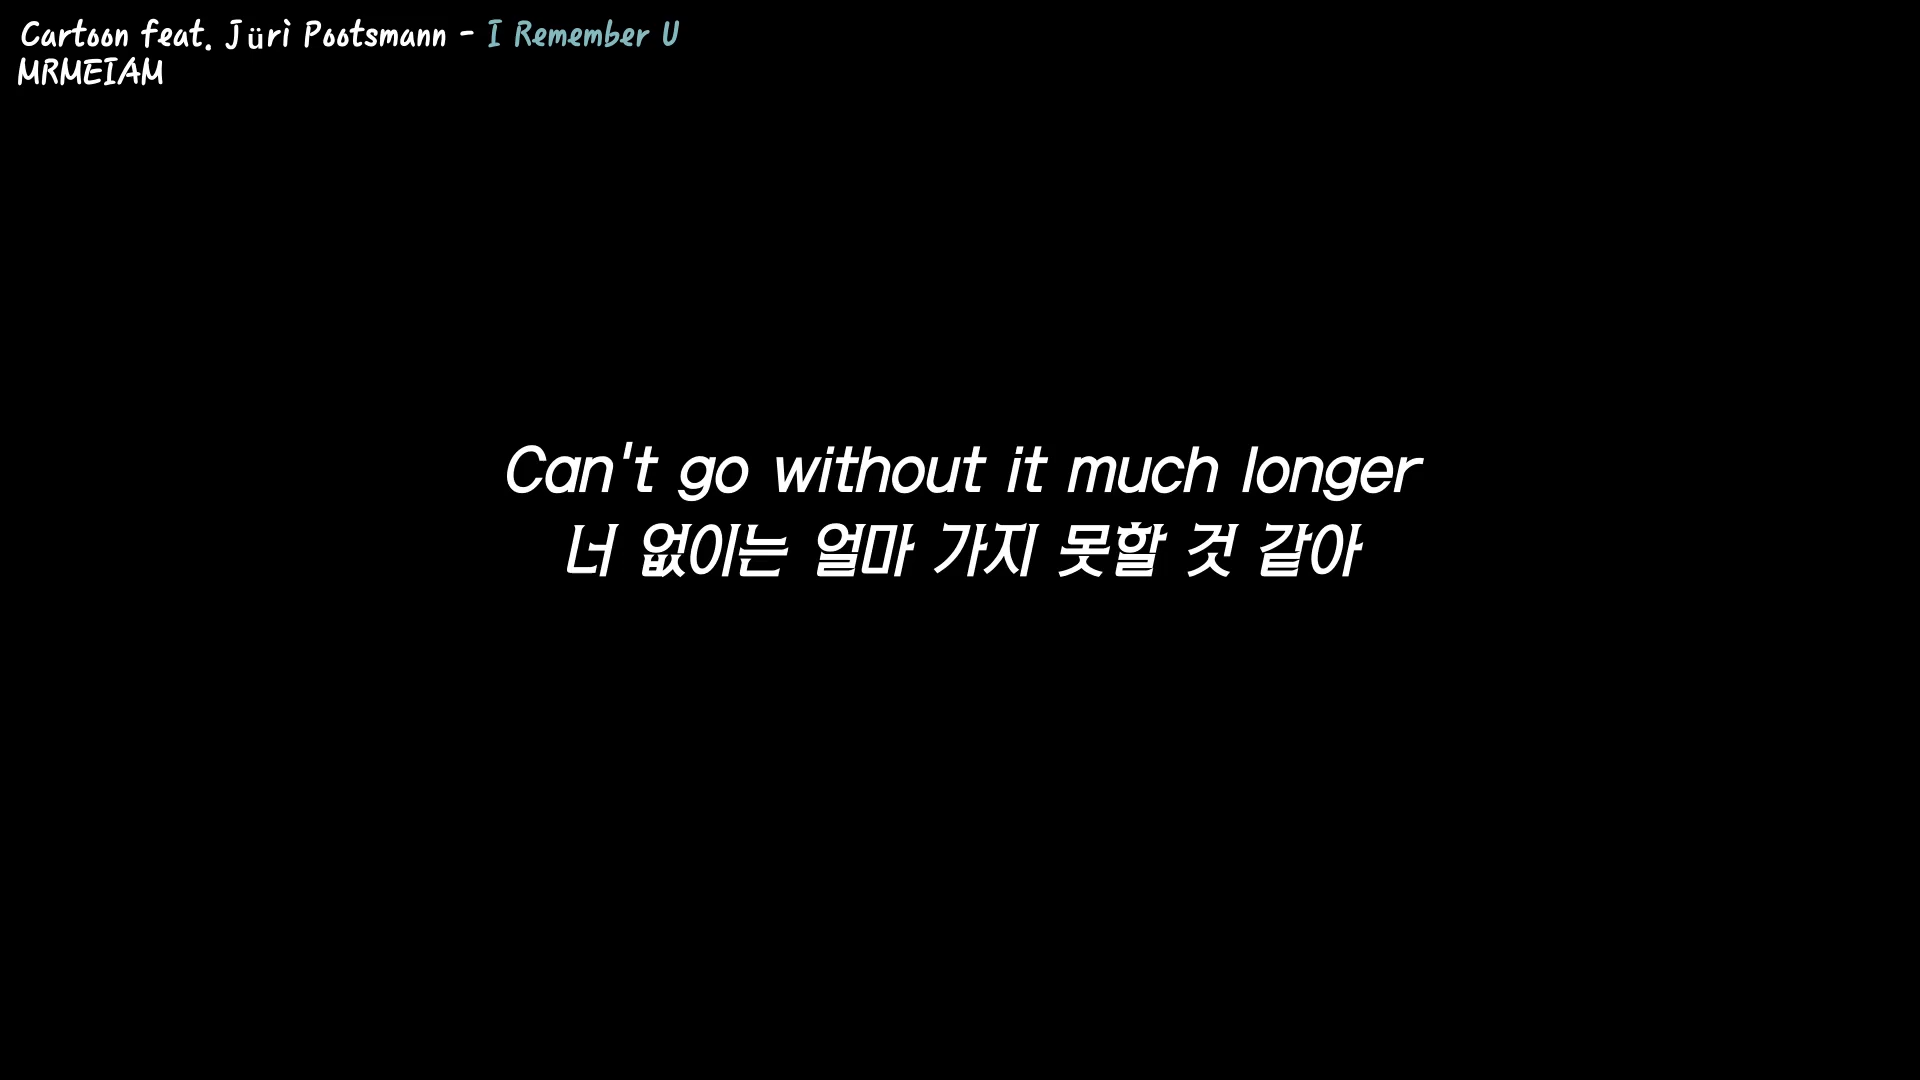 Cartoon feat. Jürì Pootsmann - I Remember U
MRMEIAM
Can't go without it much longer
너 없이는 얼마 가지 못할 것 같아